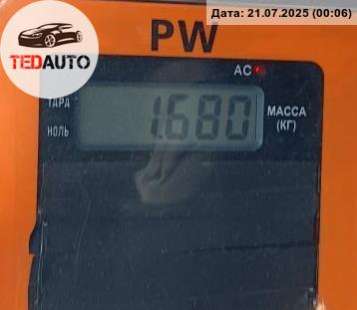 Дата: 21.07.2025 (00:06)
TEDAUTO
PW
AC
ТАРА
НОЛЬ
1.680
МАССА
(КГ)